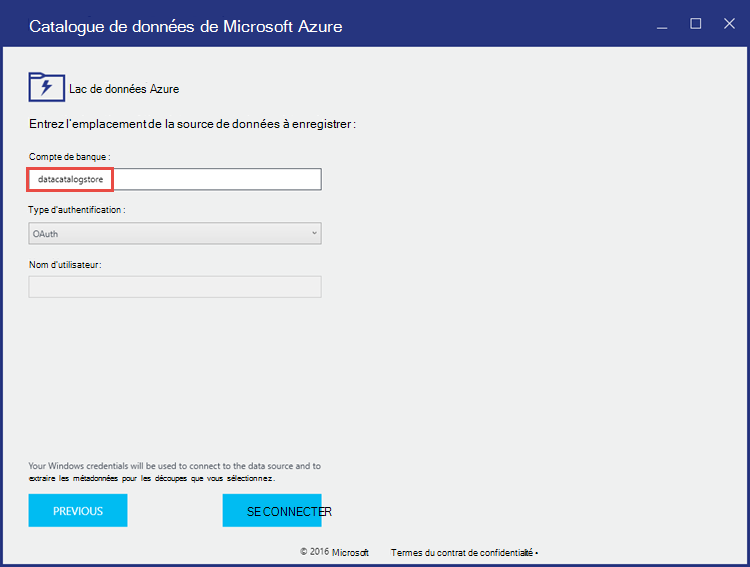 Catalogue de données de Microsoft Azure
Lac de données Azure
Entrez l'emplacement de la source de données à enregistrer :
Compte de banque :
datacatalogstore
Type d'authentification :
OAuth
Nom d'utilisateur:
Your Windows credentials will be used to connect to the data source and to
extraire les métadonnées pour les découpes que vous sélectionnez.
PREVIOUS SE CONNECTER
© 2016 Microsoft Termes du contrat de confidentialité •